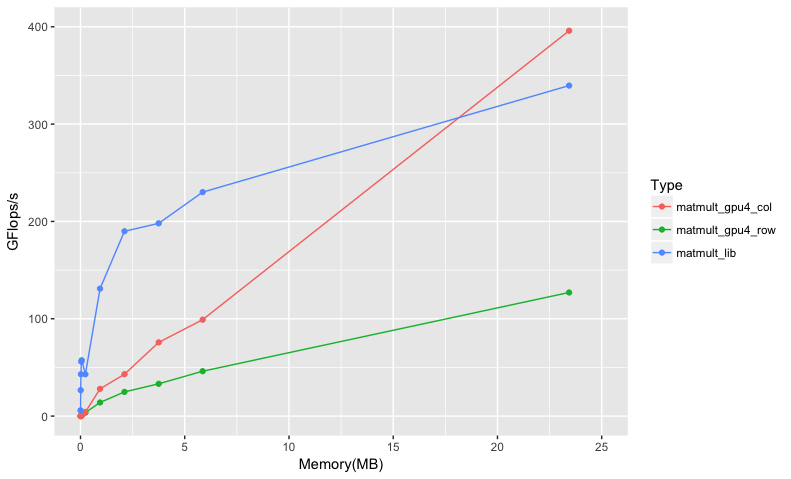 400
300
200
100
0
GFlops/s
0 5 10 15 20 25
Memory(MB)
Type
matmult_gpu4_col
matmult_gpu4_row
matmult_lib